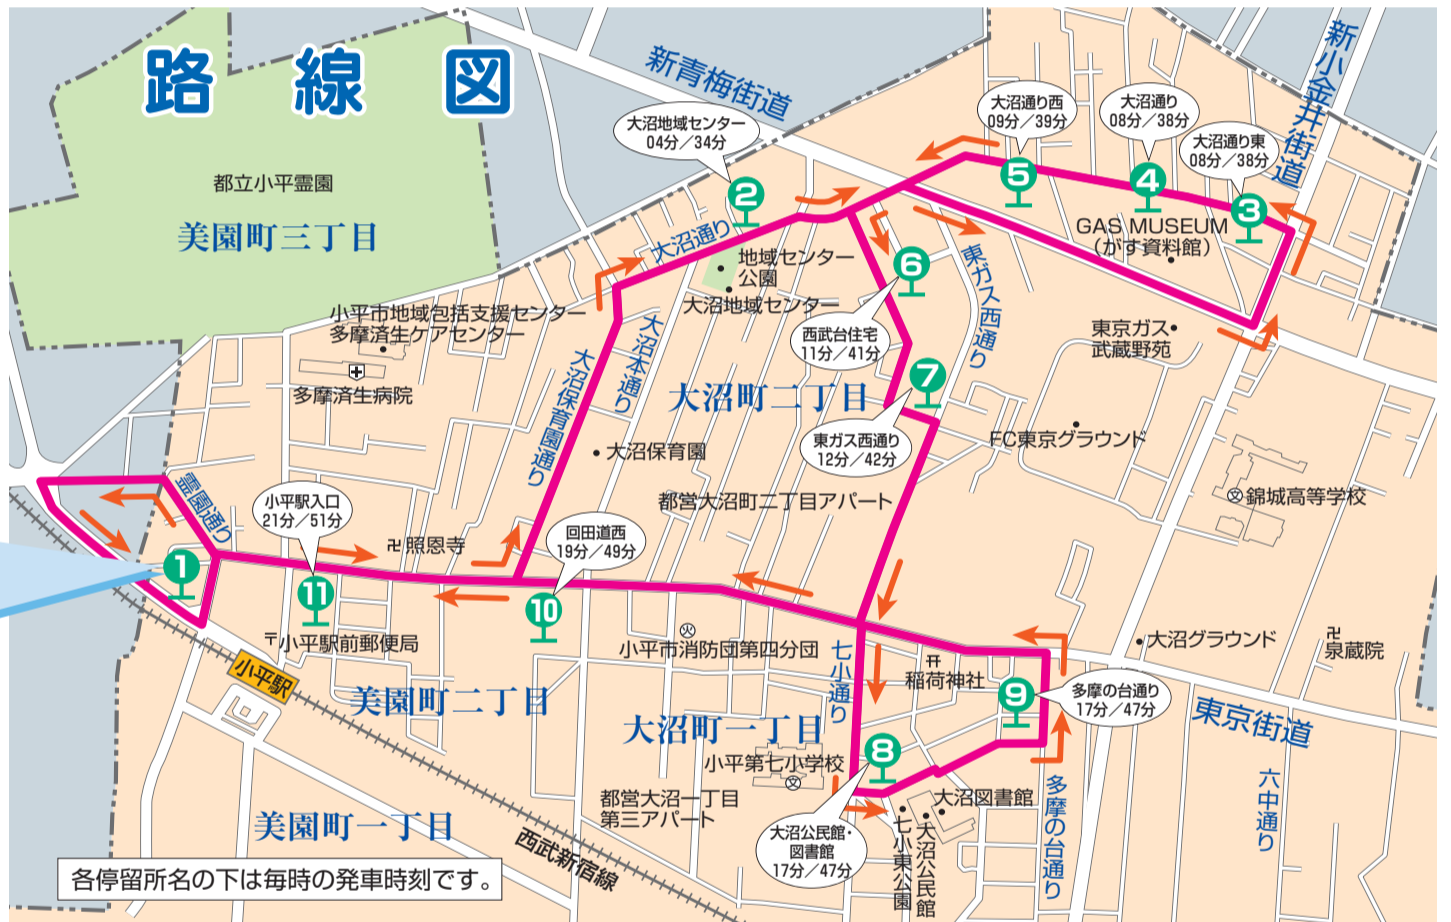 路線図
新青梅街道
新小金井街道
大沼地域センター
04分／34分
大沼通り西
09分／39分
大沼通り
08分／38分
大沼通り東
08分／38分
都立小平霊園
美園町三丁目
2
5
4
3
GAS MUSEUM
（がす資料館）
大沼通り
地域センター
公園
大沼地域センター
6
東ガス西通り
小平市地域包括支援センター
多摩済生ケアセンター
多摩済生病院
大沼本通り
大沼保育園通り
西武台住宅
11分／41分
東京ガス
武蔵野苑
大沼町二丁目
7
東ガス西通り
12分／42分
FC東京グラウンド
大沼保育園
都営大沼町二丁目アパート
文
錦城高等学校
霊園通り
小平駅入口
21分／51分
卍照恩寺
回田道西
19分／49分
1
11
10
〒小平駅前郵便局
火
小平市消防団第四分団
七小通り
稲荷神社
大沼グラウンド
卍
泉蔵院
小平駅
美園町二丁目
9
多摩の台通り
17分／47分
東京街道
大沼町一丁目
8
小平第七小学校
文
都営大沼一丁目
第三アパート
大沼図書館
大沼公民館・
図書館
17分／47分
七小東公園
大沼公民館
多摩の台通り
六中通り
美園町一丁目
西武新宿線
各停留所名の下は毎時の発車時刻です。